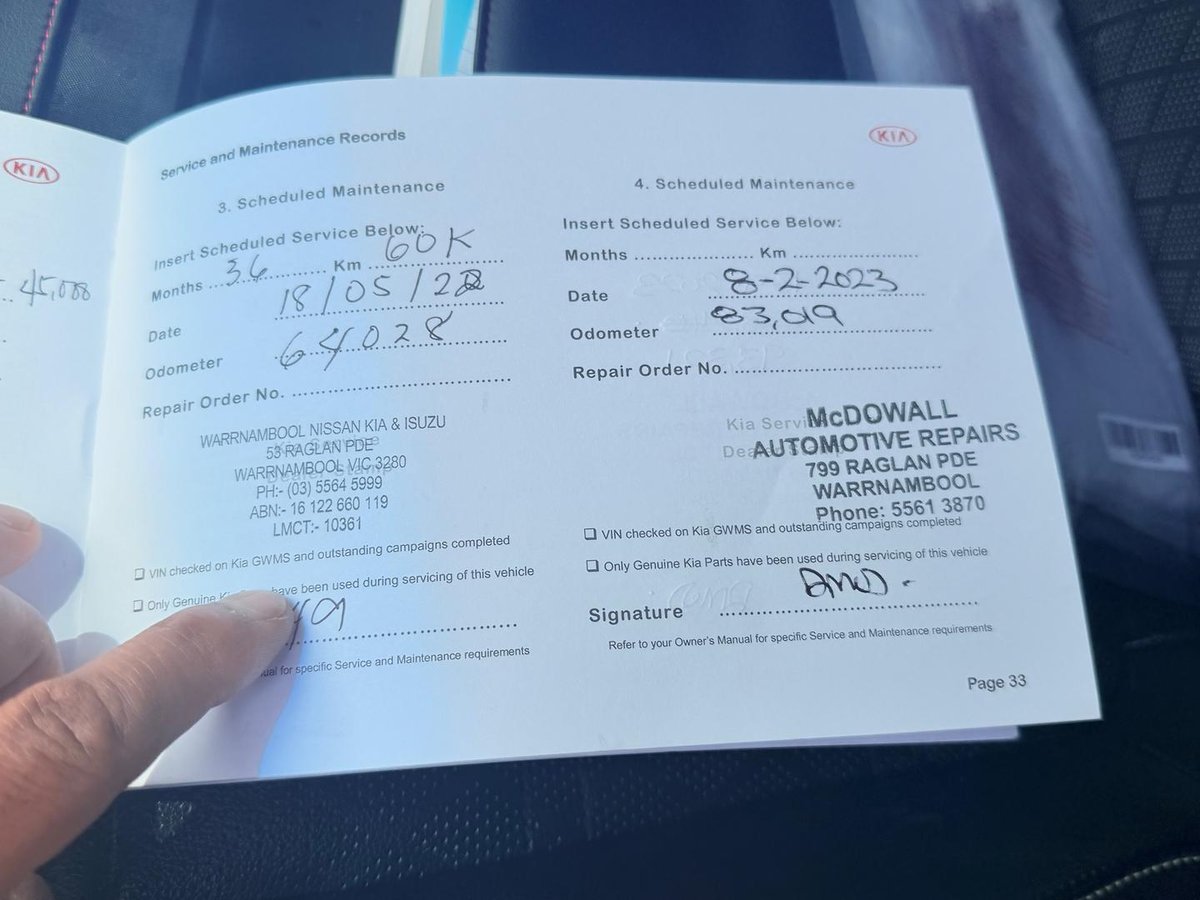 KIA
45,000
Service and Maintenance Records
3. Scheduled Maintenance
Insert Scheduled Service Below:
Months 36 Km 60K
Date 18/05/22
Odometer 64028
Repair Order No.
WARRNAMBOOL NISSAN KIA & ISUZU
53 RAGLAN PDE
WARRNAMBOOL VIC 3280
PH:- (03) 5564 5999
ABN:- 16 122 660 119
LMCT:- 10361
❑ VIN checked on Kia GWMS and outstanding campaigns completed
❑ Only Genuine have been used during servicing of this vehicle
for specific Service and Maintenance requirements
KIA
4. Scheduled Maintenance
Insert Scheduled Service Below:
Months Km
Date 8-2-2023
Odometer 83,019
Repair Order No.
Kia McDOWALL
AUTOMOTIVE REPAIRS
799 RAGLAN PDE
WARRNAMBOOL
Phone: 5561 3870
❑ VIN checked on Kia GWMS and outstanding campaigns completed
❑ Only Genuine Kia Parts have been used during servicing of this vehicle
Signature
Refer to your Owner's Manual for specific Service and Maintenance requirements
Page 33